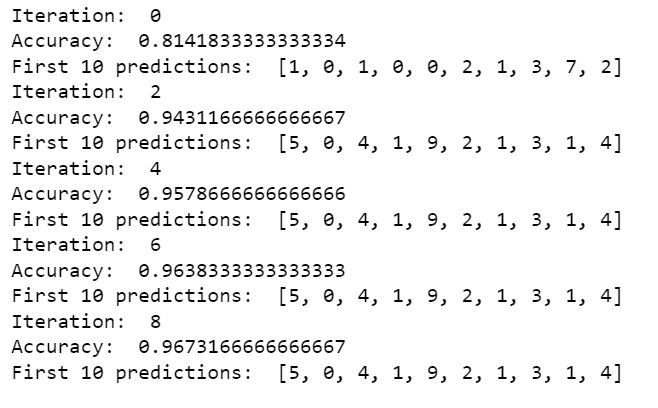 Iteration:  0
Accuracy:  0.8141833333333334
First 10 predictions:  [1, 0, 1, 0, 0, 2, 1, 3, 7, 2]
Iteration:  2
Accuracy:  0.9431166666666667
First 10 predictions:  [5, 0, 4, 1, 9, 2, 1, 3, 1, 4]
Iteration:  4
Accuracy:  0.9578666666666666
First 10 predictions:  [5, 0, 4, 1, 9, 2, 1, 3, 1, 4]
Iteration:  6
Accuracy:  0.9638333333333333
First 10 predictions:  [5, 0, 4, 1, 9, 2, 1, 3, 1, 4]
Iteration:  8
Accuracy:  0.9673166666666667
First 10 predictions:  [5, 0, 4, 1, 9, 2, 1, 3, 1, 4]